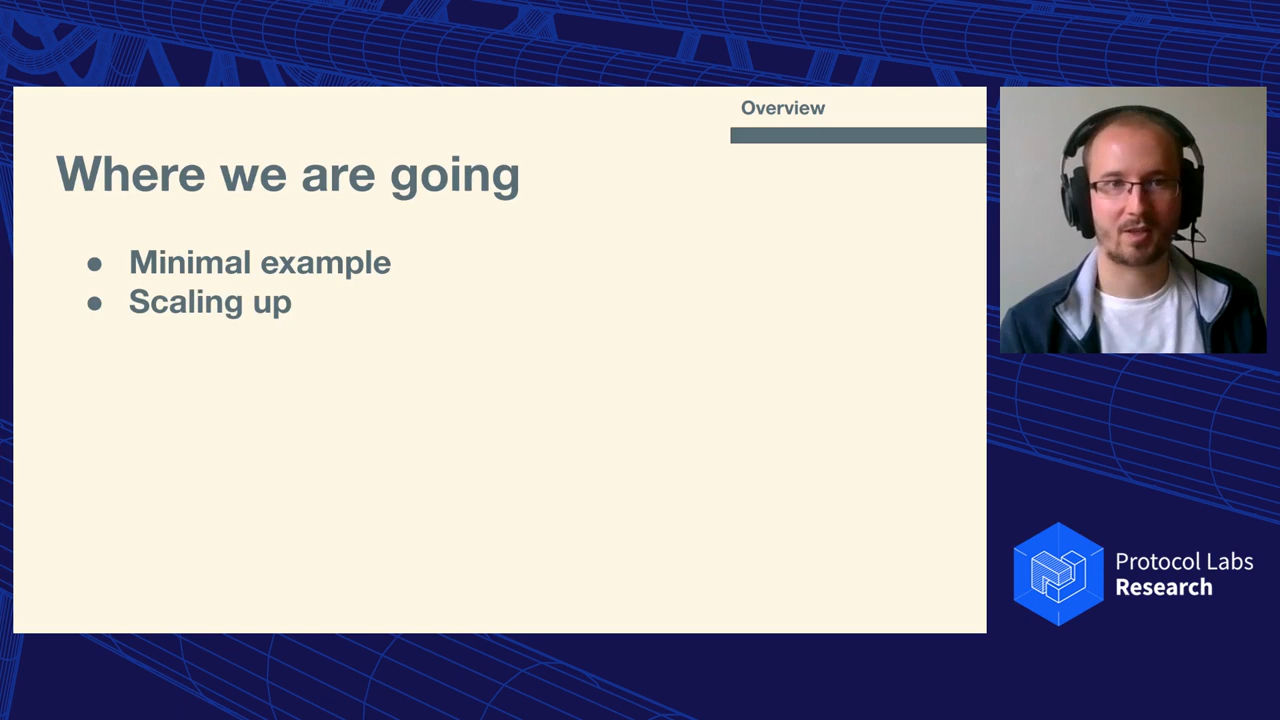 Overview
Where we are going
● Minimal example
● Scaling up
Protocol Labs
Research